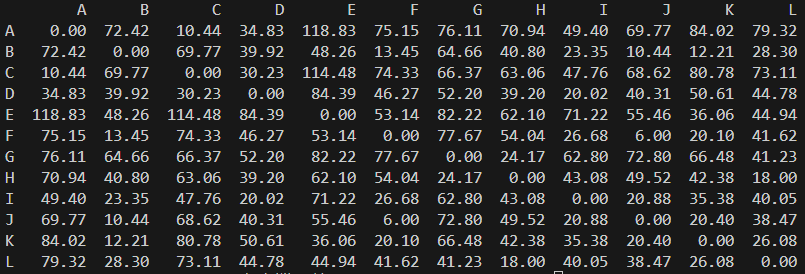 A B C D E F G H I J K L
A 0.00 72.42 10.44 34.83 118.83 75.15 76.11 70.94 49.40 69.77 84.02 79.32
B 72.42 0.00 69.77 39.92 48.26 13.45 64.66 40.80 23.35 10.44 12.21 28.30
C 10.44 69.77 0.00 30.23 114.48 74.33 66.37 63.06 47.76 68.62 80.78 73.11
D 34.83 39.92 30.23 0.00 84.39 46.27 52.20 39.20 20.02 40.31 50.61 44.78
E 118.83 48.26 114.48 84.39 0.00 53.14 82.22 62.10 71.22 55.46 36.06 44.94
F 75.15 13.45 74.33 46.27 53.14 0.00 77.67 54.04 26.68 6.00 20.10 41.62
G 76.11 64.66 66.37 52.20 82.22 77.67 0.00 24.17 62.80 72.80 66.48 41.23
H 70.94 40.80 63.06 39.20 62.10 54.04 24.17 0.00 43.08 49.52 42.38 18.00
I 49.40 23.35 47.76 20.02 71.22 26.68 62.80 43.08 0.00 20.88 35.38 40.05
J 69.77 10.44 68.62 40.31 55.46 6.00 72.80 49.52 20.88 0.00 20.40 38.47
K 84.02 12.21 80.78 50.61 36.06 20.10 66.48 42.38 35.38 20.40 0.00 26.08
L 79.32 28.30 73.11 44.78 44.94 41.62 41.23 18.00 40.05 38.47 26.08 0.00